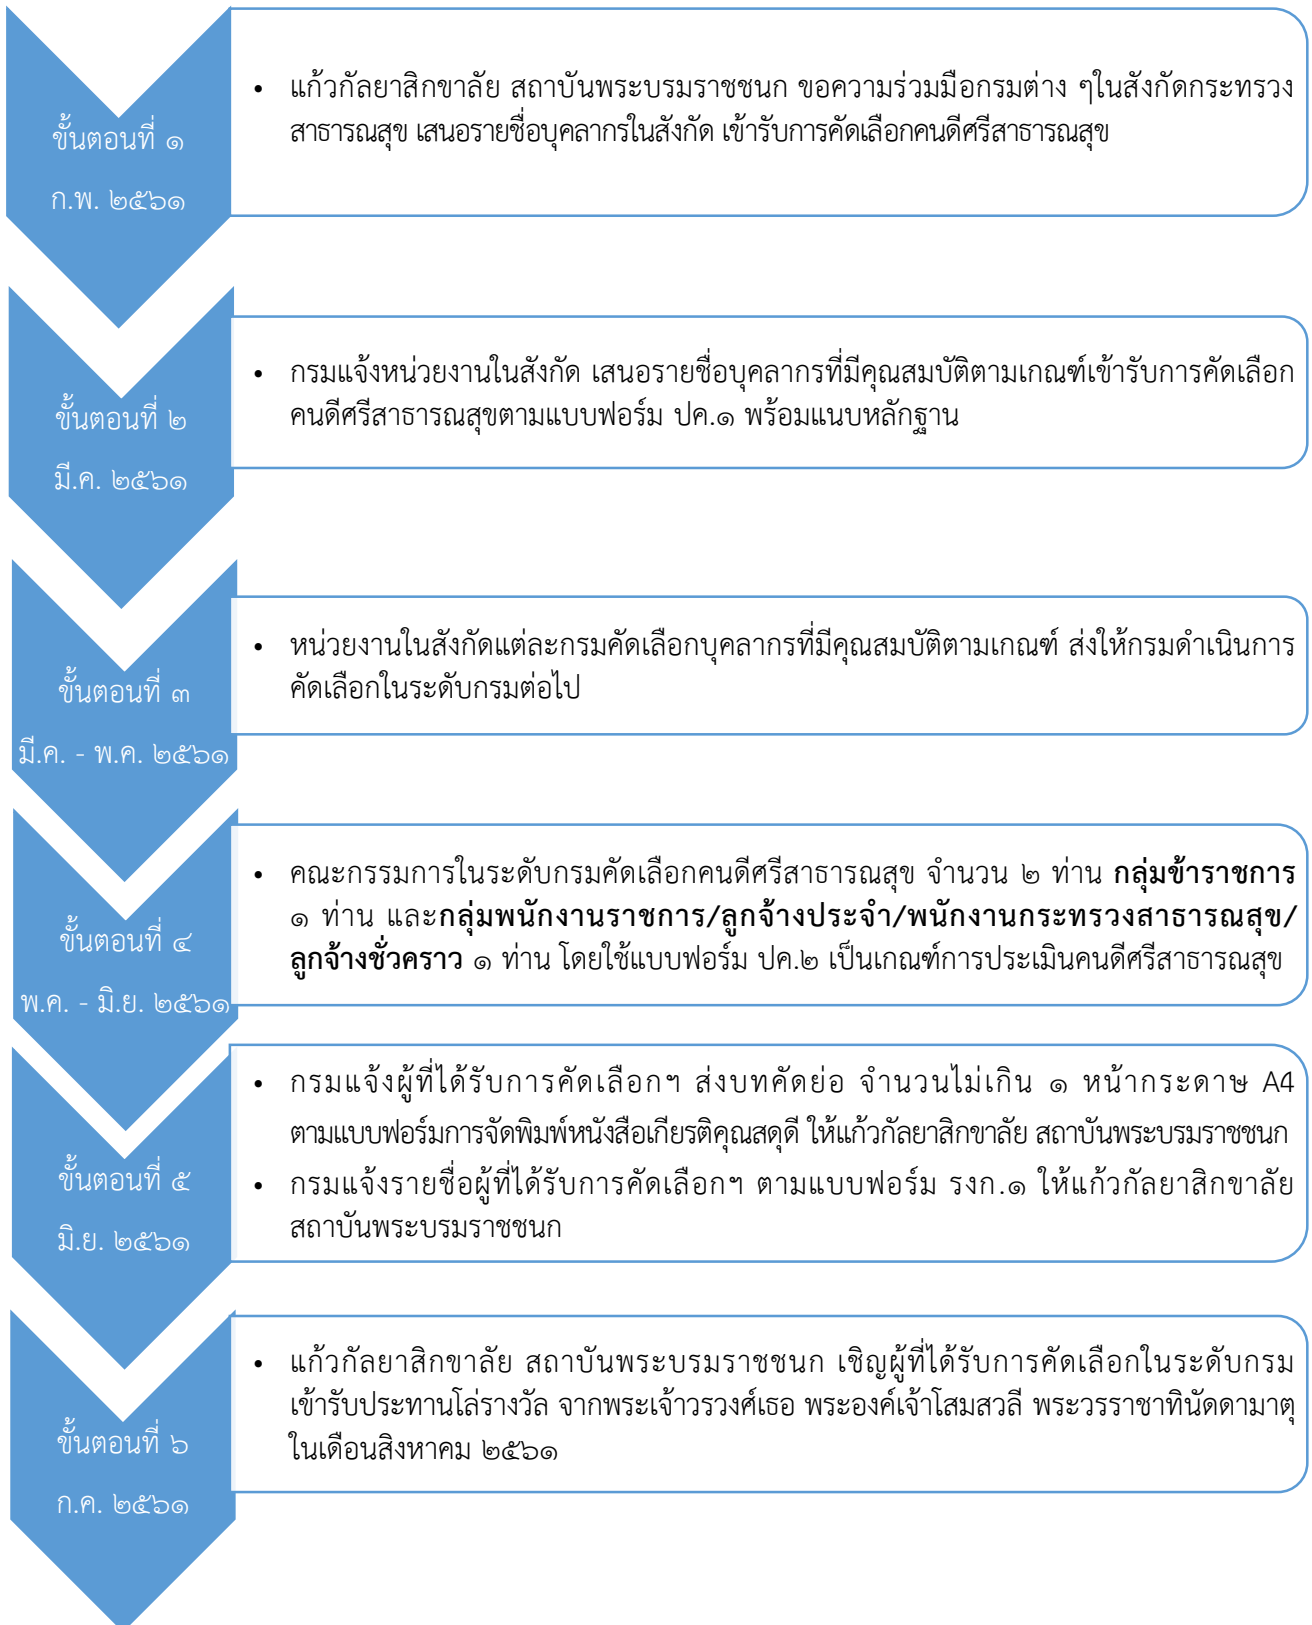 ขั้นตอนที่ ๑
ก.พ. ๒๕๖๑
• แก้วกัลยาสิกขาลัย สถาบันพระบรมราชชนก ขอความร่วมมือกรมต่าง ๆในสังกัดกระทรวง
สาธารณสุข เสนอรายชื่อบุคลากรในสังกัด เข้ารับการคัดเลือกคนดีศรีสาธารณสุข
ขั้นตอนที่ ๒
มี.ค. ๒๕๖๑
• กรมแจ้งหน่วยงานในสังกัด เสนอรายชื่อบุคลากรที่มีคุณสมบัติตามเกณฑ์เข้ารับการคัดเลือก
คนดีศรีสาธารณสุขตามแบบฟอร์ม ปค.๑ พร้อมแนบหลักฐาน
ขั้นตอนที่ ๓
มี.ค. - พ.ค. ๒๕๖๑
• หน่วยงานในสังกัดแต่ละกรมคัดเลือกบุคลากรที่มีคุณสมบัติตามเกณฑ์ ส่งให้กรมดำเนินการ
คัดเลือกในระดับกรมต่อไป
ขั้นตอนที่ ๔
พ.ค. - มิ.ย. ๒๕๖๑
• คณะกรรมการในระดับกรมคัดเลือกคนดีศรีสาธารณสุข จำนวน ๒ ท่าน กลุ่มข้าราชการ
๑ ท่าน และกลุ่มพนักงานราชการ/ลูกจ้างประจำ/พนักงานกระทรวงสาธารณสุข/
ลูกจ้างชั่วคราว ๑ ท่าน โดยใช้แบบฟอร์ม ปค.๒ เป็นเกณฑ์การประเมินคนดีศรีสาธารณสุข
ขั้นตอนที่ ๕
มิ.ย. ๒๕๖๑
• กรมแจ้งผู้ที่ได้รับการคัดเลือกฯ ส่งบทคัดย่อ จำนวนไม่เกิน ๑ หน้ากระดาษ A4
ตามแบบฟอร์มการจัดพิมพ์หนังสือเกียรติคุณสดุดี ให้แก้วกัลยาสิกขาลัย สถาบันพระบรมราชชนก
• กรมแจ้งรายชื่อผู้ที่ได้รับการคัดเลือกฯ ตามแบบฟอร์ม รงก.๑ ให้แก้วกัลยาสิกขาลัย
สถาบันพระบรมราชชนก
ขั้นตอนที่ ๖
ก.ค. ๒๕๖๑
• แก้วกัลยาสิกขาลัย สถาบันพระบรมราชชนก เชิญผู้ที่ได้รับการคัดเลือกในระดับกรม
เข้ารับประทานโล่รางวัล จากพระเจ้าวรวงศ์เธอ พระองค์เจ้าโสมสวลี พระวรราชาทินัดดามาตุ
ในเดือนสิงหาคม ๒๕๖๑